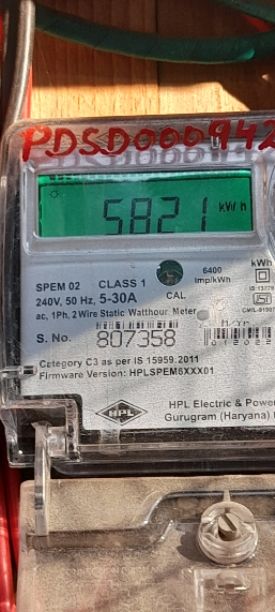 PDSD000942
5821 kW h
SPEM 02 CLASS 1
6400
imp/kWh
kWh
240V, 50 Hz, 5-30A CAL
ac, 1Ph, 2 Wire Static Watthour Meter
S. No. 807358
Category C3 as per IS 15959.2011
Firmware Version: HPLSPEM6XXX01
HPL
HPL Electric & Power
Gurugram (Haryana)